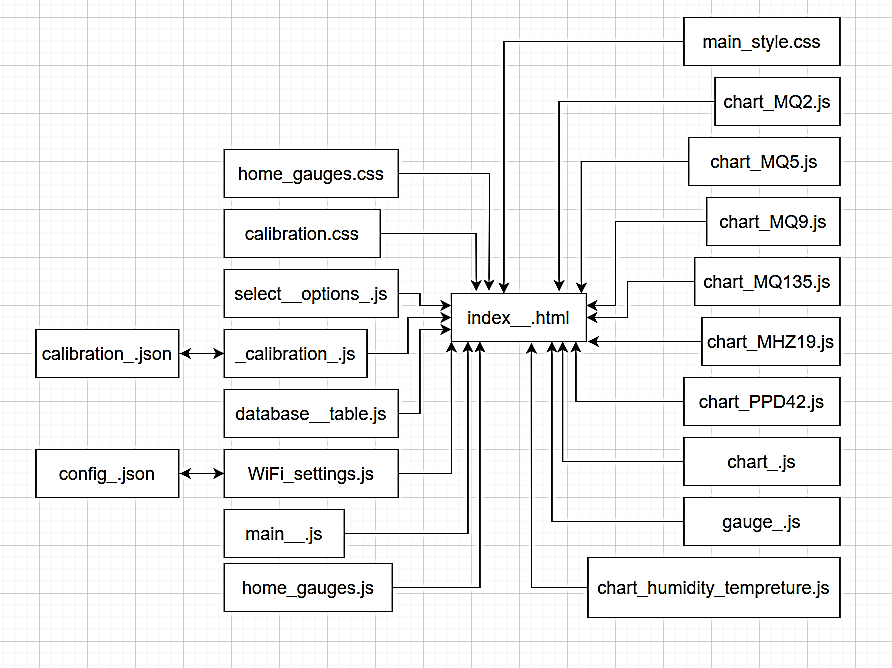 main_style.css
chart_MQ2.js
chart_MQ5.js
home_gauges.css
chart_MQ9.js
calibration.css
chart_MQ135.js
select__options_.js
index__.html
chart_MHZ19.js
calibration_.json
_calibration_.js
chart_PPD42.js
database__table.js
chart_.js
config_.json
WiFi_settings.js
gauge_.js
main__.js
home_gauges.js
chart_humidity_tempreture.js